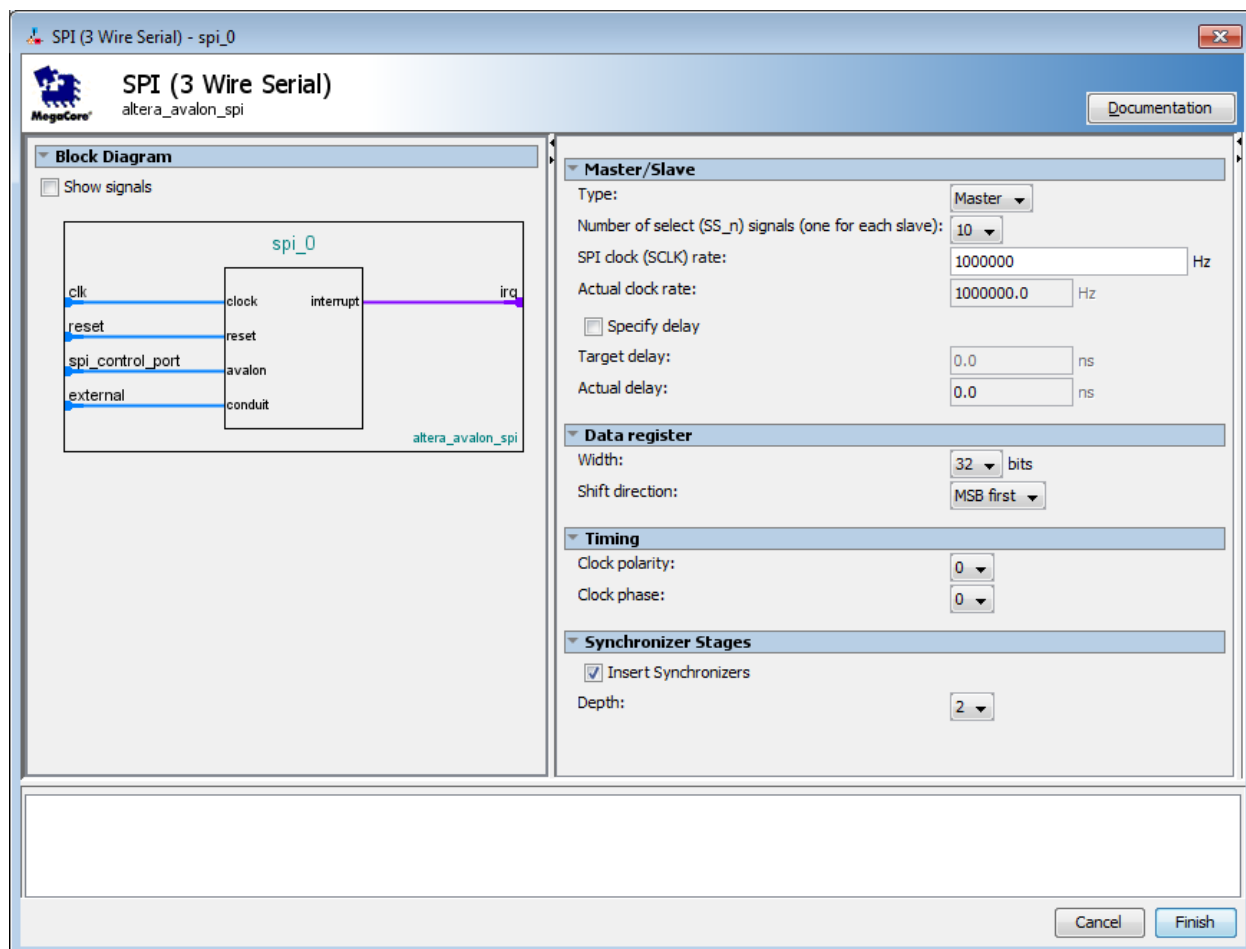 SPI (3 Wire Serial) - spi_0
MegaCore®
SPI (3 Wire Serial)
altera_avalon_spi
Documentation
Block Diagram
Show signals
spi_0
clk
clock
interrupt
irq
reset
reset
spi_control_port
avalon
external
conduit
altera_avalon_spi
Master/Slave
Type: Master
Number of select (SS_n) signals (one for each slave): 10
SPI clock (SCLK) rate: 1000000 Hz
Actual clock rate: 1000000.0 Hz
Specify delay
Target delay: 0.0 ns
Actual delay: 0.0 ns
Data register
Width: 32 bits
Shift direction: MSB first
Timing
Clock polarity: 0
Clock phase: 0
Synchronizer Stages
Insert Synchronizers
Depth: 2
Cancel Finish